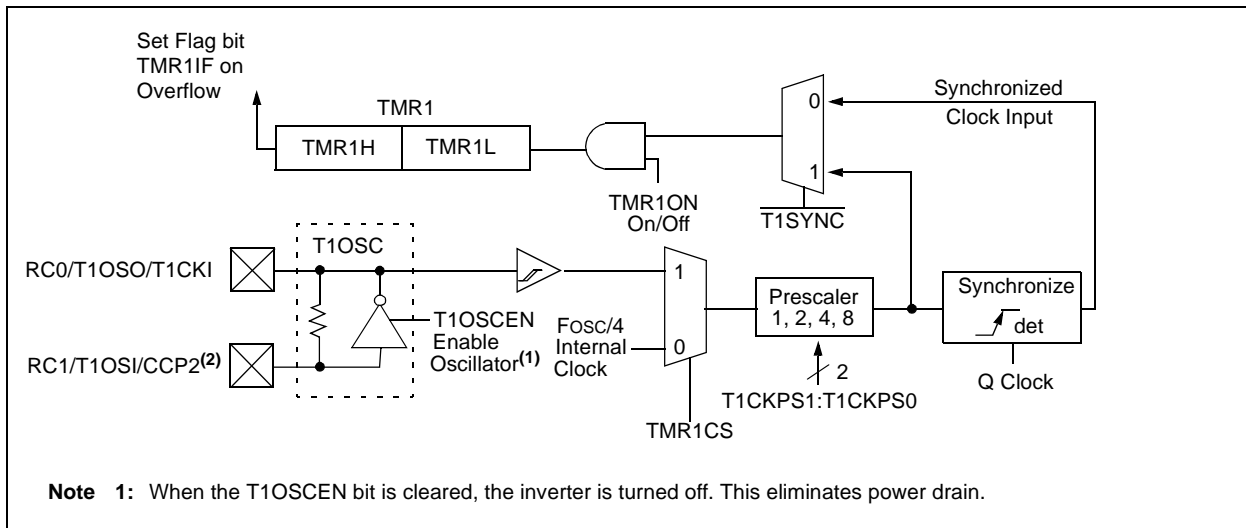 Set Flag bit
TMR1IF on
Overflow
TMR1
TMR1H
TMR1L
TMR1ON
On/Off
0
1
T1SYNC
Synchronized
Clock Input
RC0/T1OSO/T1CKI
T1OSC
RC1/T1OSI/CCP2(2)
T1OSCEN
Enable
Oscillator(1)
FOSC/4
Internal
Clock
1
0
TMR1CS
Prescaler
1, 2, 4, 8
2
T1CKPS1:T1CKPS0
Synchronize
det
Q Clock
Note 1: When the T1OSCEN bit is cleared, the inverter is turned off. This eliminates power drain.